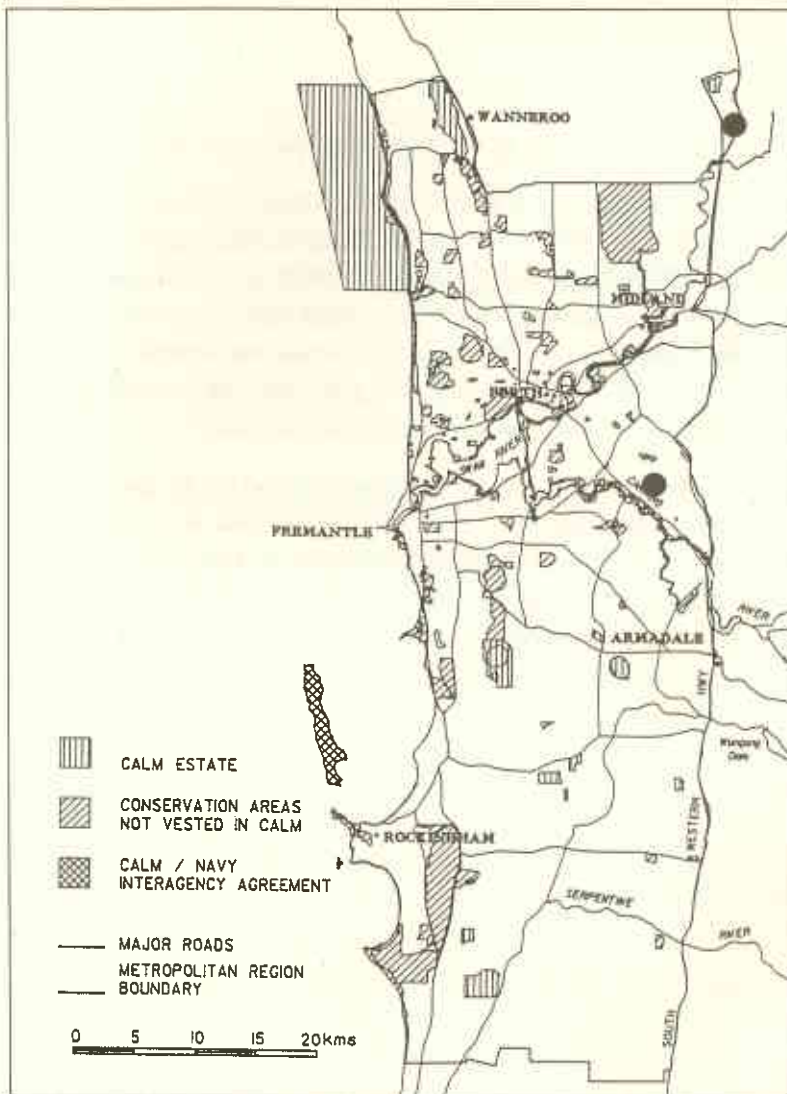 WANNEROO
MIDLAND
PERTH
SWAN RIVER
FREMANTLE
RIVER
ARMADALE
HWY
Wungong
Dam
CALM ESTATE
CONSERVATION AREAS
NOT VESTED IN CALM
ROCKINGHAM
WESTERN
CALM / NAVY
INTERAGENCY AGREEMENT
SERPENTINE
RIVER
MAJOR ROADS
METROPOLITAN REGION
BOUNDARY
SOUTH
0 5 10 15 20kms